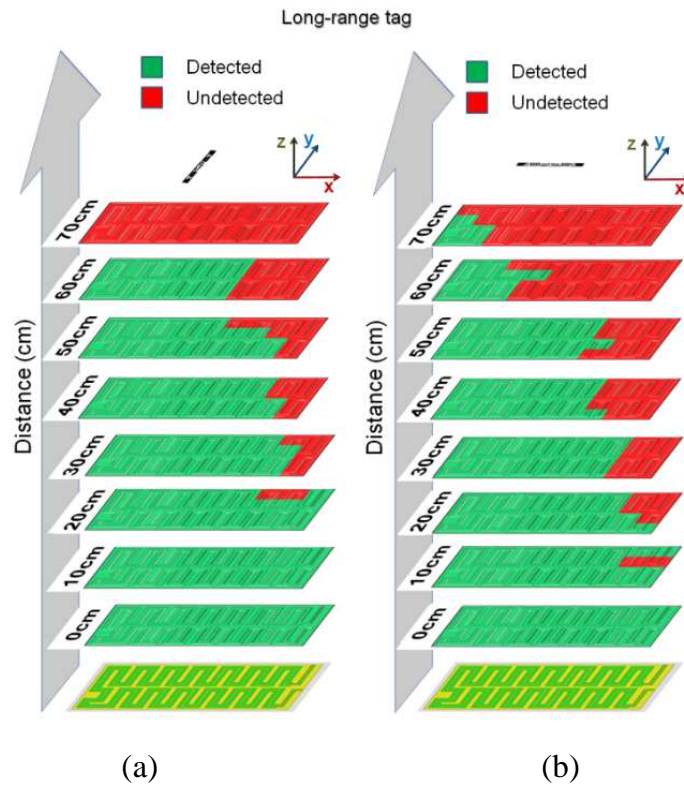 Long-range tag
Detected
Undetected
z
y
x
70cm
60cm
50cm
40cm
30cm
20cm
10cm
0cm
Distance (cm)
(a)
Detected
Undetected
z
y
x
70cm
60cm
50cm
40cm
30cm
20cm
10cm
0cm
Distance (cm)
(b)